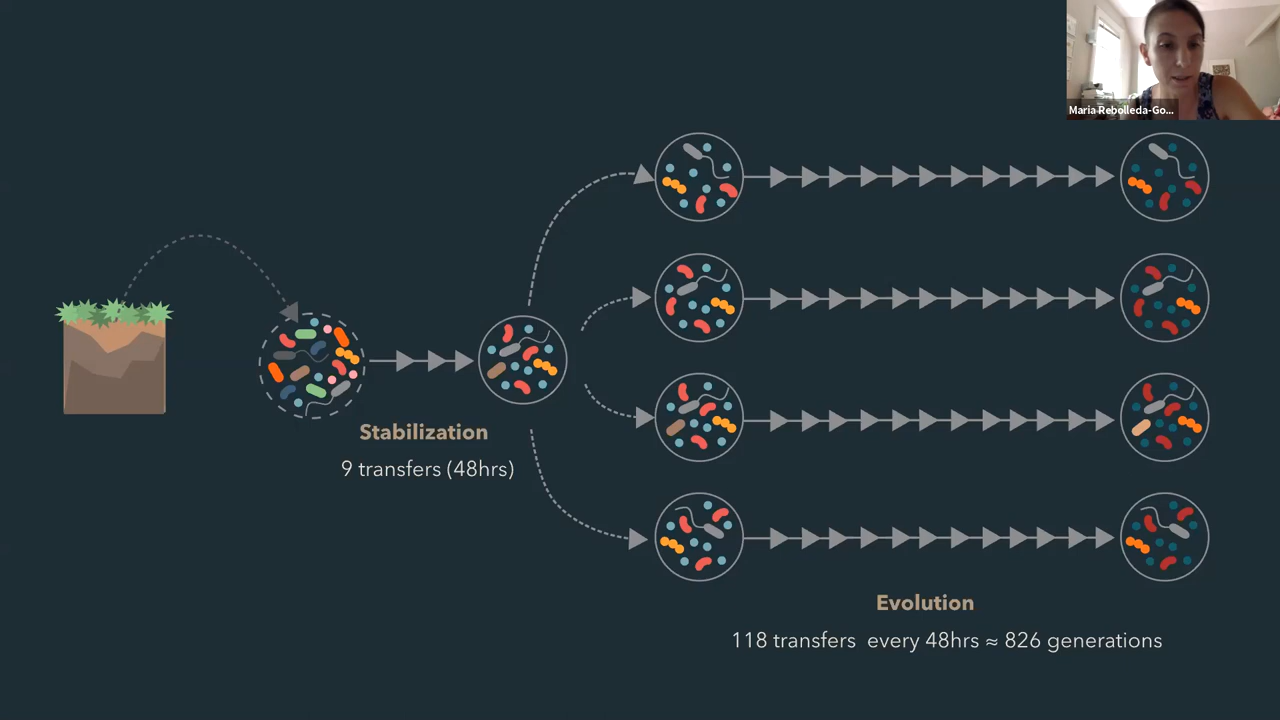 Maria Rebolleda-Go...
Stabilization
9 transfers (48hrs)
Evolution
118 transfers every 48hrs ≈ 826 generations